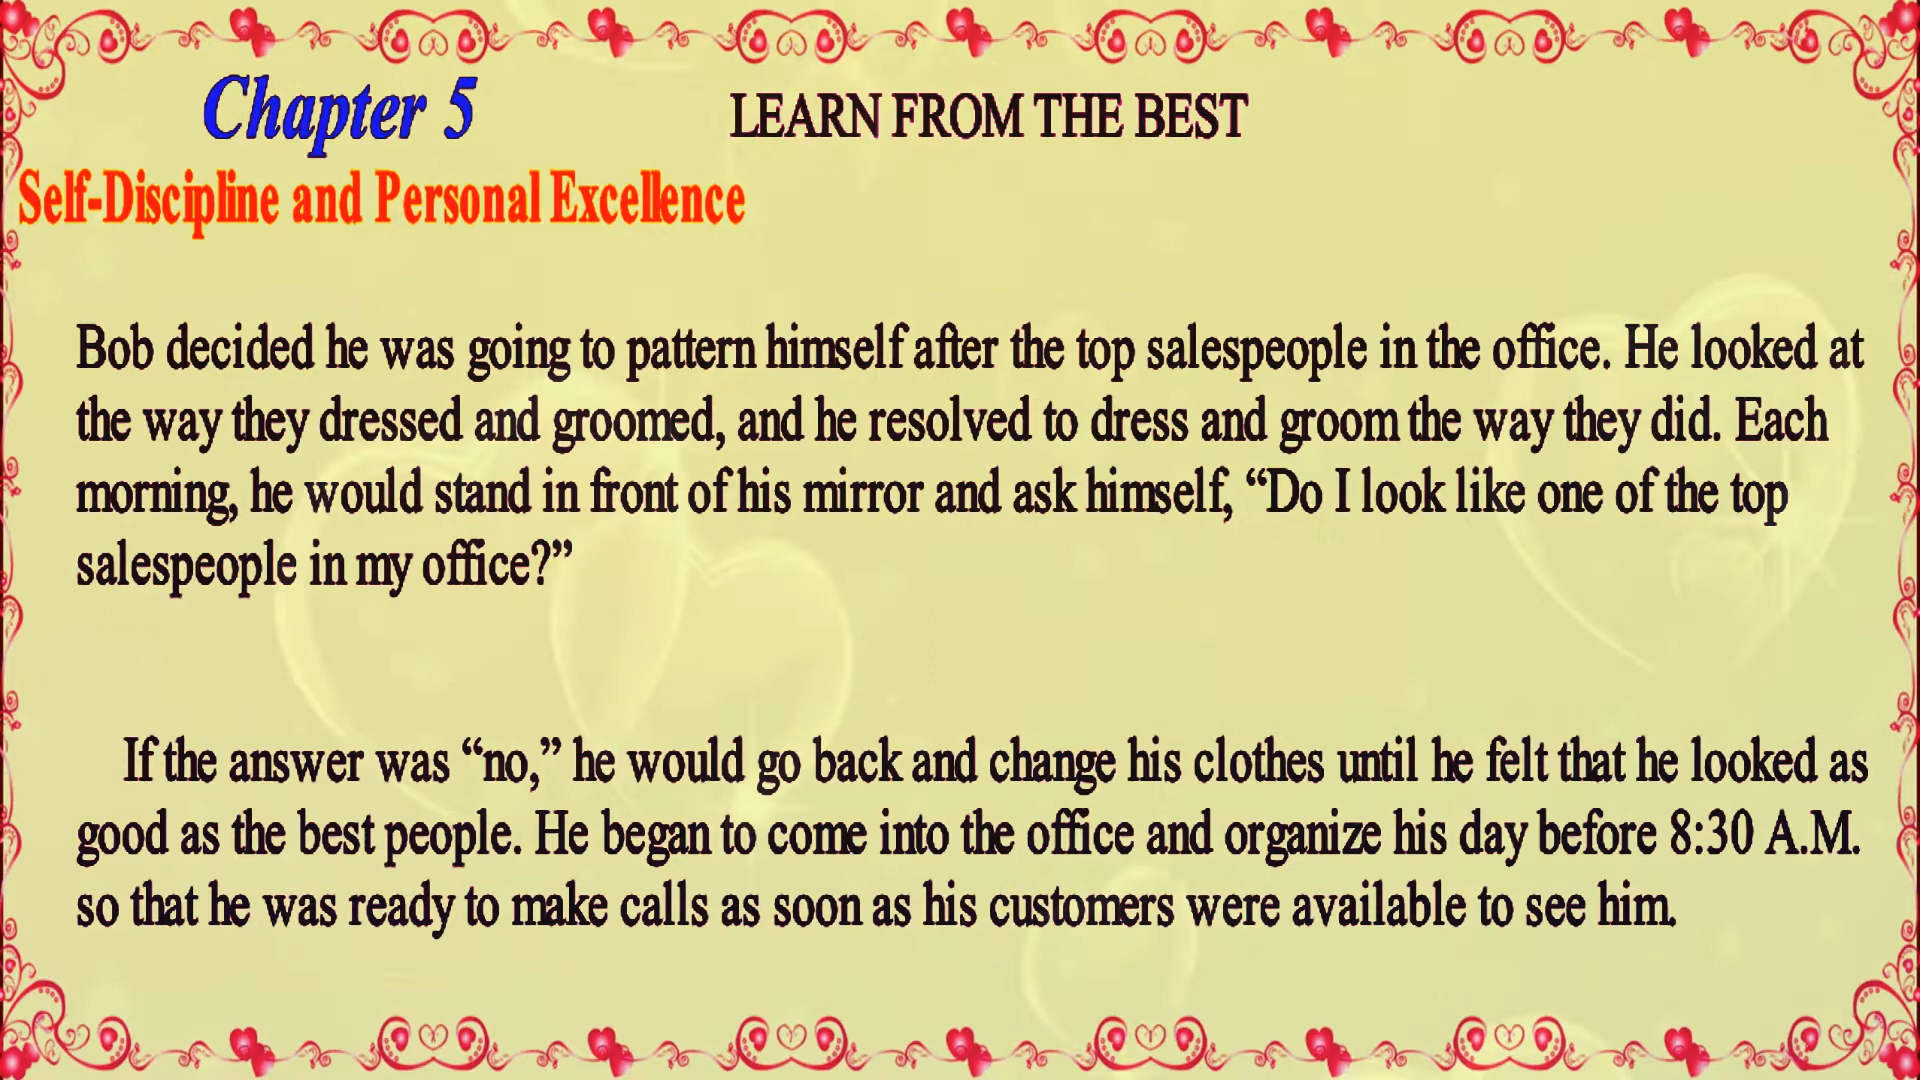 Chapter 5
LEARN FROM THE BEST
Self-Discipline and Personal Excellence
Bob decided he was going to pattern himself after the top salespeople in the office. He looked at
the way they dressed and groomed, and he resolved to dress and groom the way they did. Each
morning, he would stand in front of his mirror and ask himself, “Do I look like one of the top
salespeople in my office?”
If the answer was “no,” he would go back and change his clothes until he felt that he looked as
good as the best people. He began to come into the office and organize his day before 8:30 A.M.
so that he was ready to make calls as soon as his customers were available to see him.